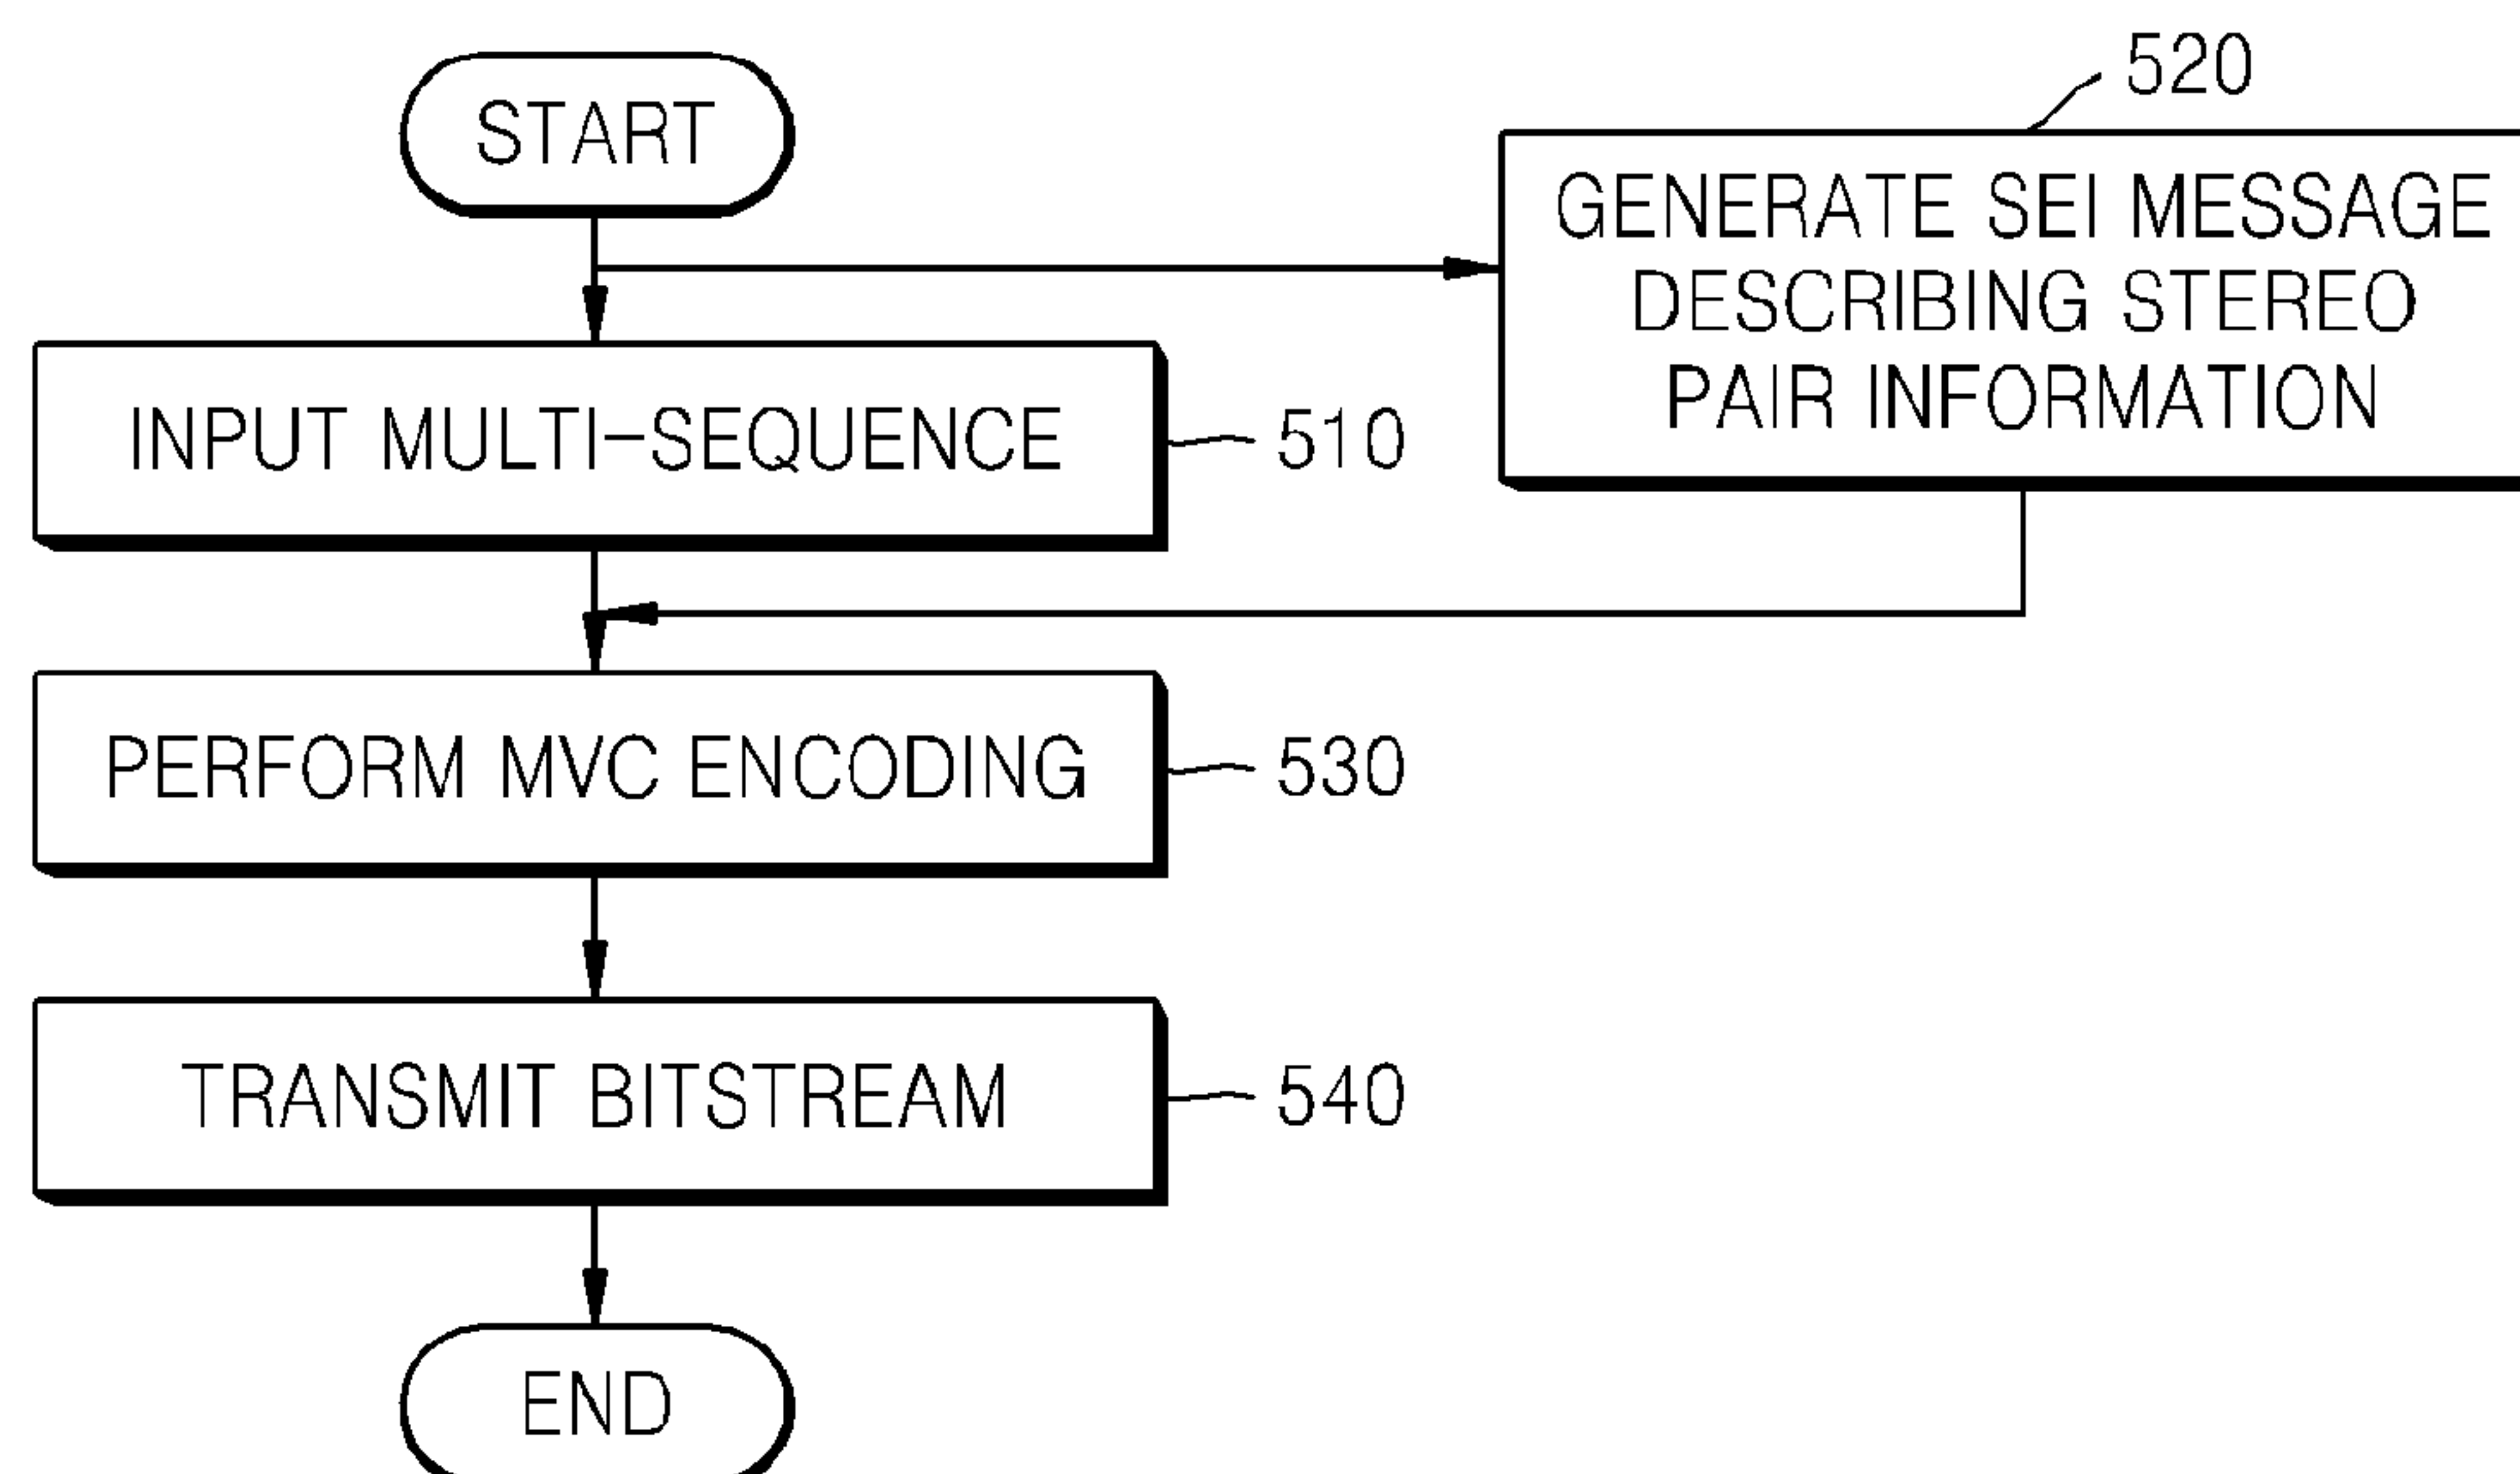 START
520
GENERATE SEI MESSAGE
DESCRIBING STEREO
PAIR INFORMATION
INPUT MULTI-SEQUENCE
510
PERFORM MVC ENCODING
530
TRANSMIT BITSTREAM
540
END